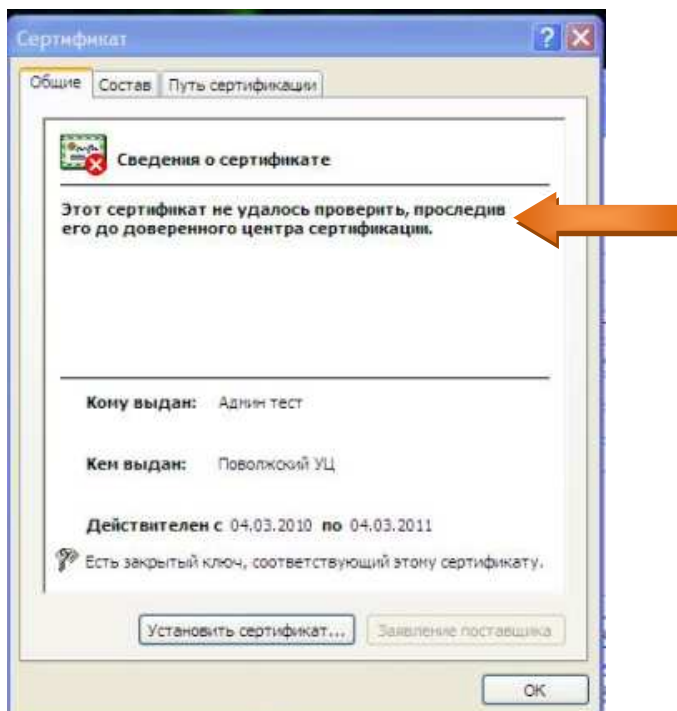 Сертификат
Общие Состав Путь сертификации
Сведения о сертификате
Этот сертификат не удалось проверить, проследив
его до доверенного центра сертификации.
Кому выдан: Админ тест
Кем выдан: Поволжский УЦ
Действителен с 04.03.2010 по 04.03.2011
Есть закрытый ключ, соответствующий этому сертификату.
Установить сертификат... Заявление поставщика
ОК